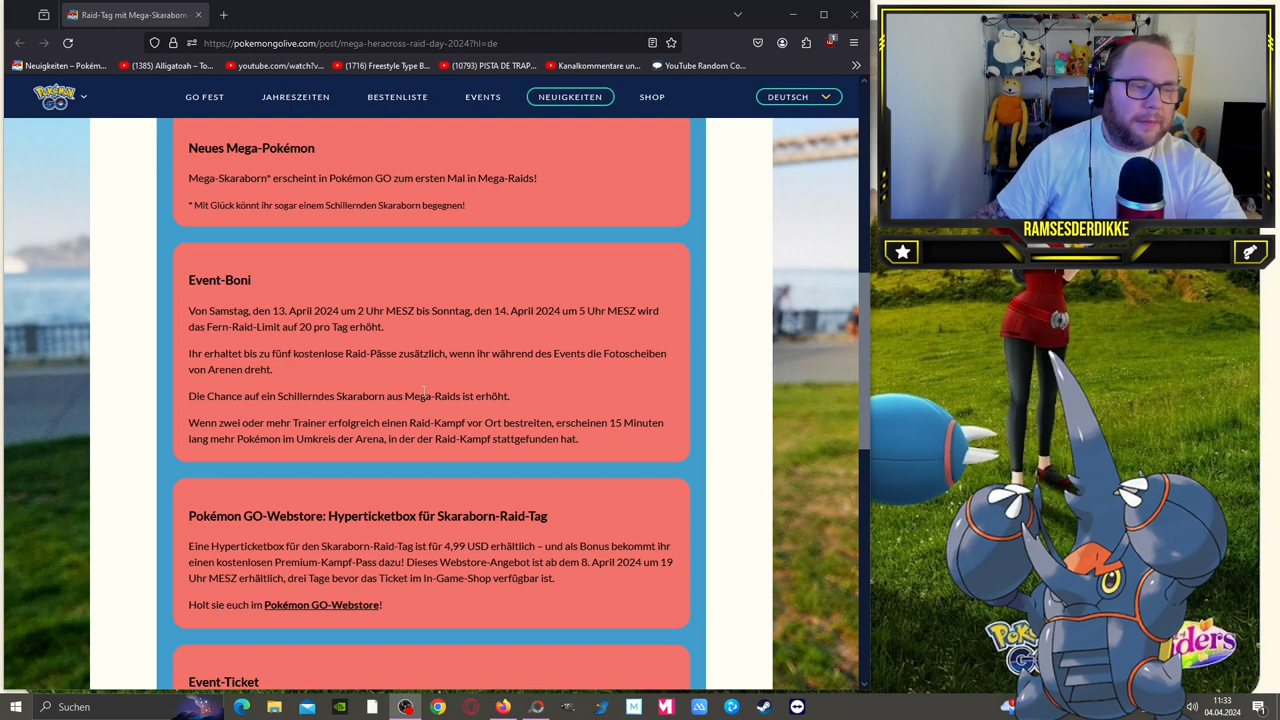 Raid-Tag mit Mega-Skaraborn
https://pokemongolive.com/post/mega-heracross-raid-day-2024?hl=de
1
Neuigkeiten – Pokém...
(1385) Alligatoah – To...
youtube.com/watch?v...
(1716) Freestyle Type B...
(10793) PISTA DE TRAP...
Kanalkommentare un...
YouTube Random Co...
POKÉMON GO
GO FEST
JAHRESZEITEN
BESTENLISTE
EVENTS
NEUIGKEITEN
SHOP
DEUTSCH
Neues Mega-Pokémon
Mega-Skaraborn* erscheint in Pokémon GO zum ersten Mal in Mega-Raids!
* Mit Glück könnt ihr sogar einem Schillernden Skaraborn begegnen!
Event-Boni
Von Samstag, den 13. April 2024 um 2 Uhr MESZ bis Sonntag, den 14. April 2024 um 5 Uhr MESZ wird
das Fern-Raid-Limit auf 20 pro Tag erhöht.
Ihr erhaltet bis zu fünf kostenlose Raid-Pässe zusätzlich, wenn ihr während des Events die Fotoscheiben
von Arenen dreht.
Die Chance auf ein Schillerndes Skaraborn aus Mega-Raids ist erhöht.
Wenn zwei oder mehr Trainer erfolgreich einen Raid-Kampf vor Ort bestreiten, erscheinen 15 Minuten
lang mehr Pokémon im Umkreis der Arena, in der der Raid-Kampf stattgefunden hat.
Pokémon GO-Webstore: Hyperticketbox für Skaraborn-Raid-Tag
Eine Hyperticketbox für den Skaraborn-Raid-Tag ist für 4,99 USD erhältlich – und als Bonus bekommt ihr
einen kostenlosen Premium-Kampf-Pass dazu! Dieses Webstore-Angebot ist ab dem 8. April 2024 um 19
Uhr MESZ erhältlich, drei Tage bevor das Ticket im In-Game-Shop verfügbar ist.
Holt sie euch im Pokémon GO-Webstore!
Event-Ticket
RAMSESDERDIKKE
Suchen
11:33
04.04.2024